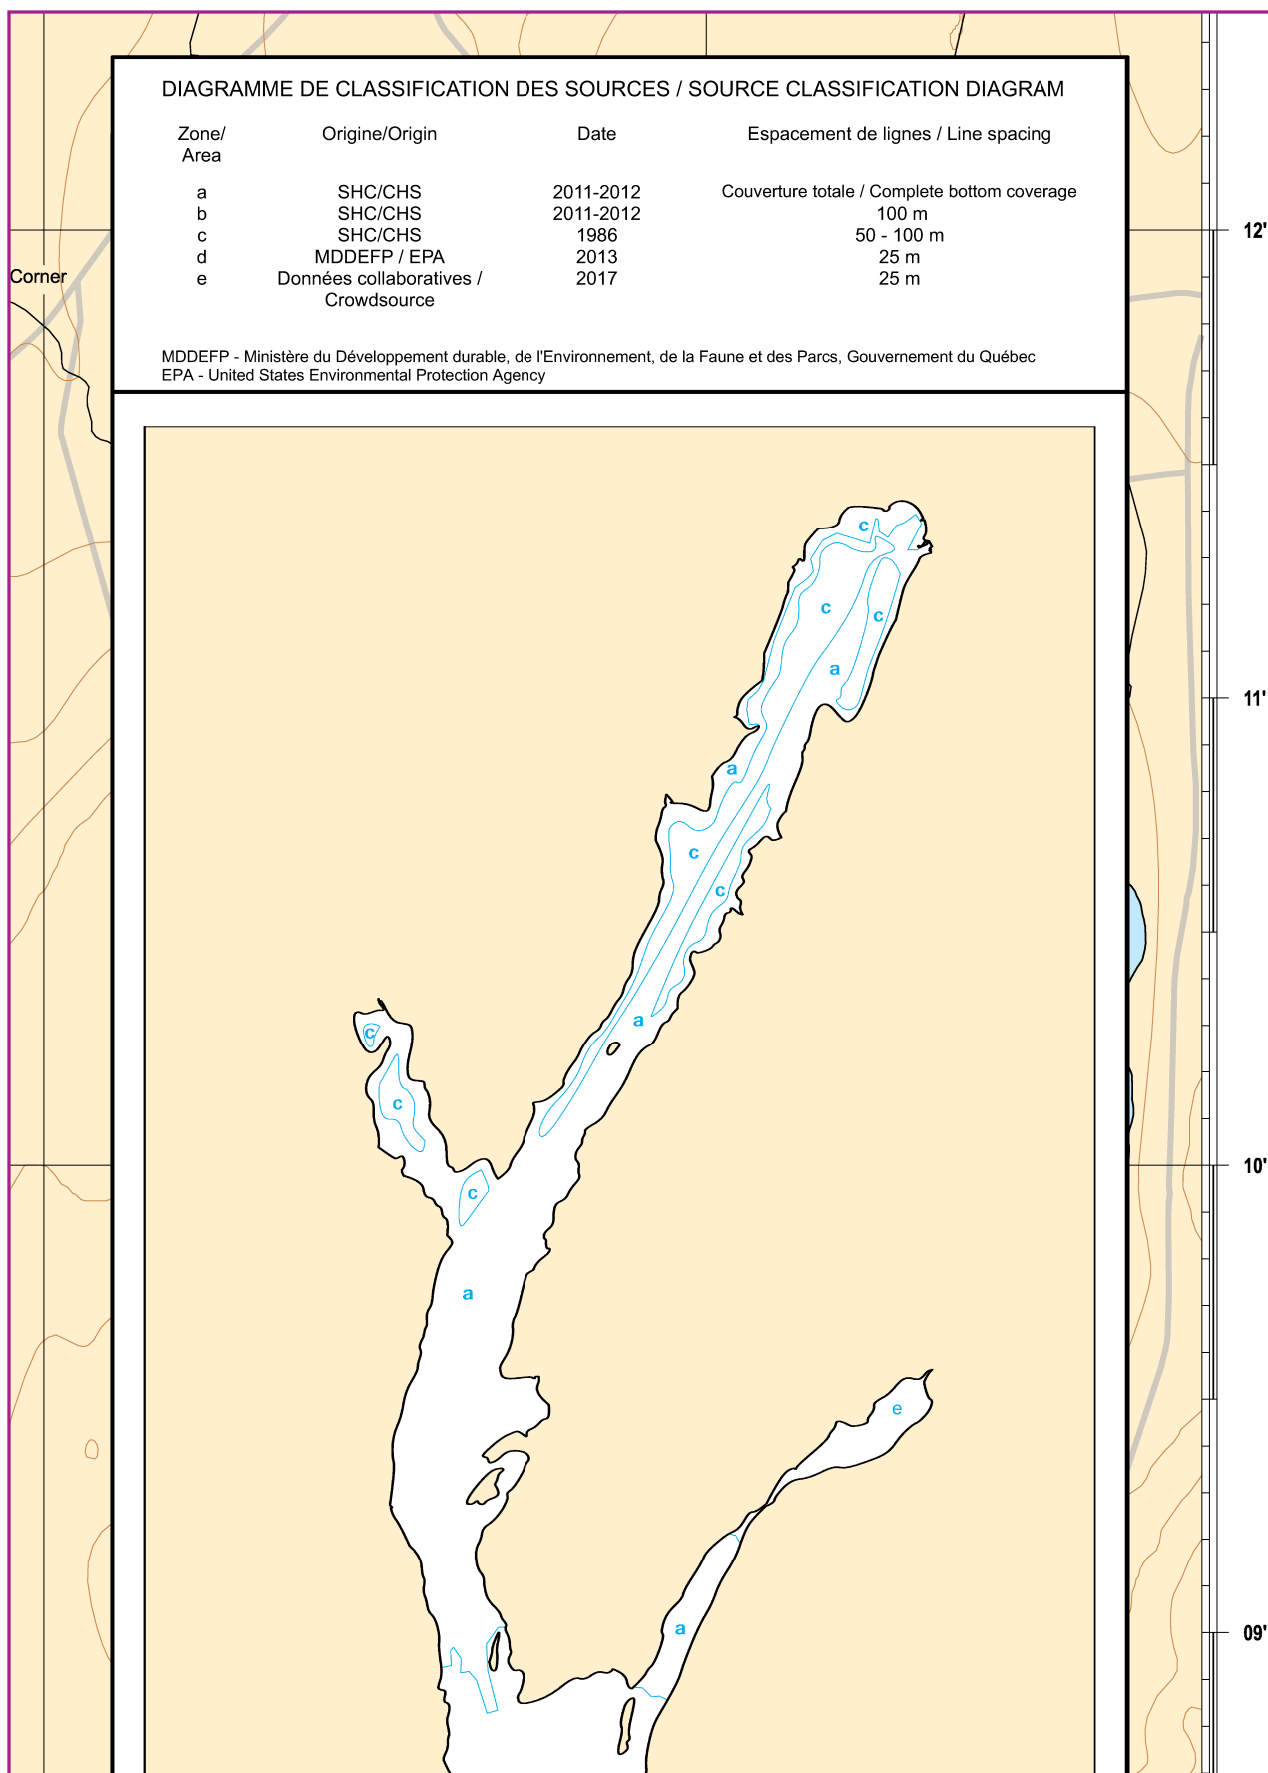 DIAGRAMME DE CLASSIFICATION DES SOURCES / SOURCE CLASSIFICATION DIAGRAM
Zone/ Origine/Origin Date Espacement de lignes / Line spacing
Area
a SHC/CHS 2011-2012 Couverture totale / Complete bottom coverage
b SHC/CHS 2011-2012 100 m
c SHC/CHS 1986 50 - 100 m
d MDDEFP / EPA 2013 25 m
e Données collaboratives / 2017 25 m
Crowdsource
MDDEFP - Ministère du Développement durable, de l'Environnement, de la Faune et des Parcs, Gouvernement du Québec
EPA - United States Environmental Protection Agency
12'
Corner
c
c
c
a
11'
a
c
c
a
c
c
10'
c
a
e
a
09'